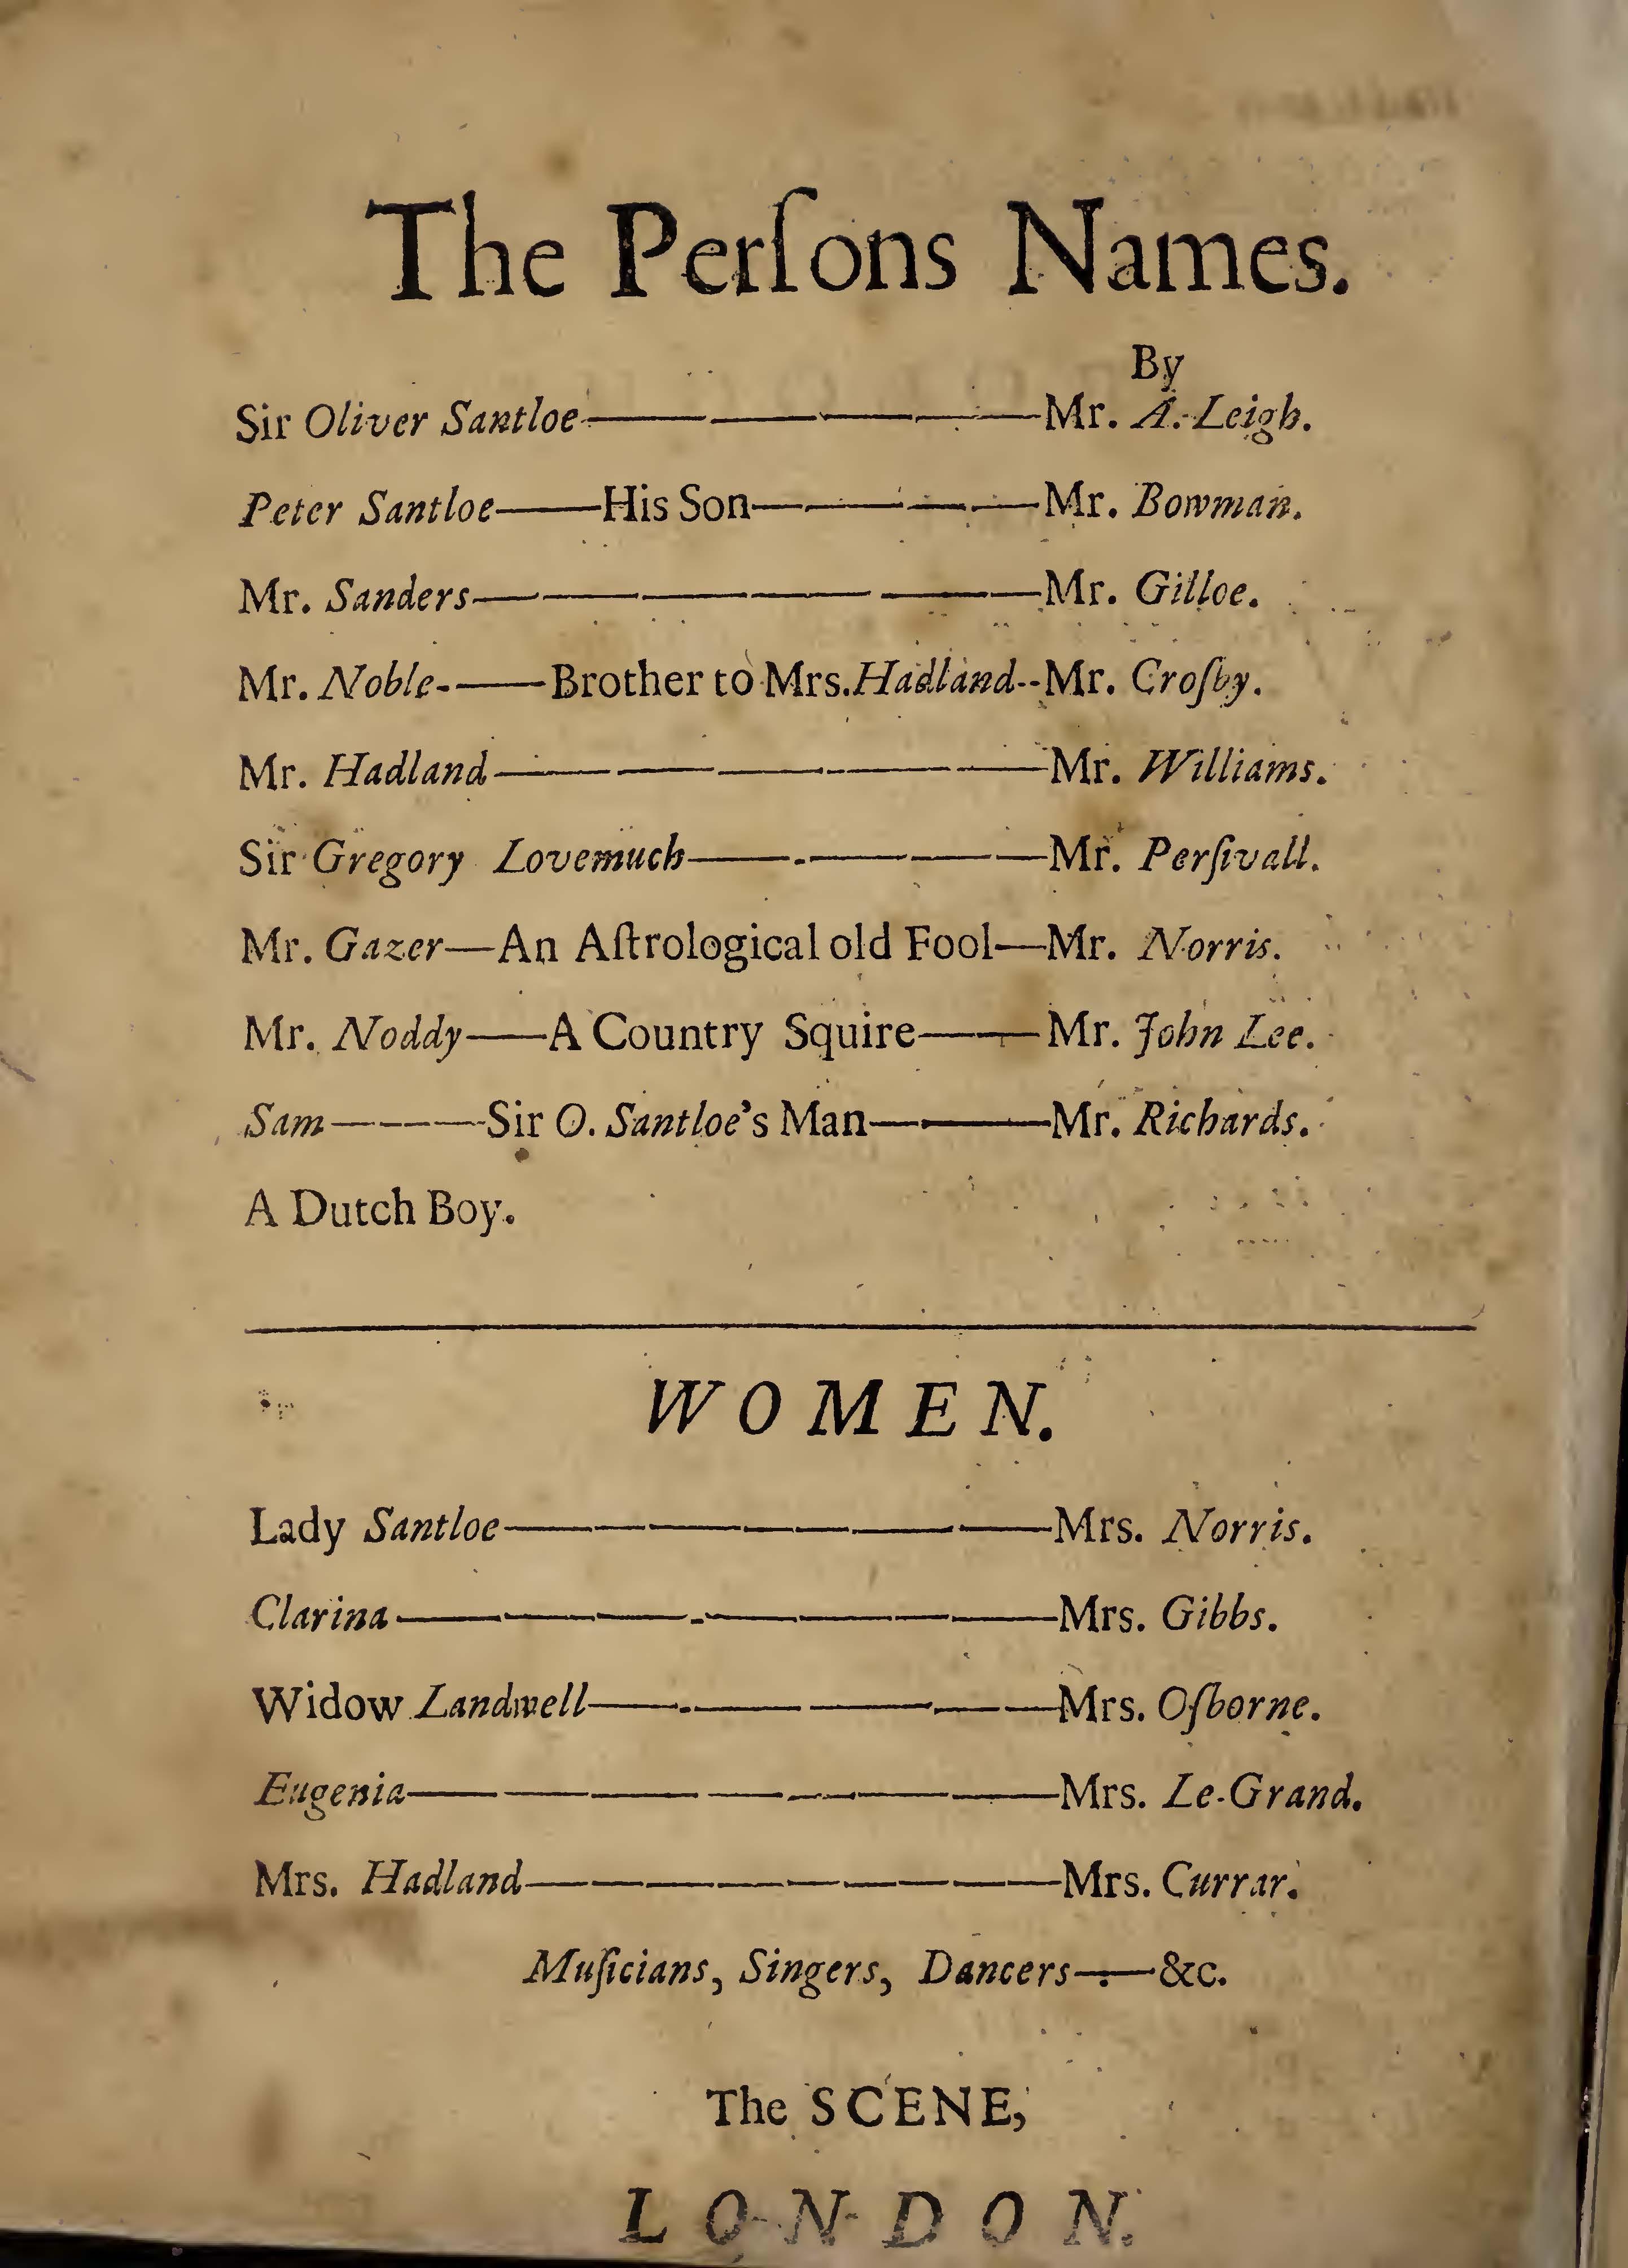 The Perſons Names.
By
Sir Oliver Santloe— — — — —Mr. A. Leigh.
Peter Santloe——His Son— — — —Mr. Bowman.
Mr. Sanders— — — — — —Mr. Gilloe.
Mr. Noble-——Brother to Mrs. Hadland--Mr. Croſby.
Mr. Hadland— — — — —Mr. Williams.
Sir Gregory Lovemuch——-— — —Mr. Perſivall.
Mr. Gazer—An Aſtrological old Fool—Mr. Norris.
Mr. Noddy——A Country Squire——Mr. John Lee.
Sam————Sir O. Santloe's Man———Mr. Richards.
A Dutch Boy.
WOMEN.
Lady Santloe— — — — — —Mrs. Norris.
Clarina— — — - — — —Mrs. Gibbs.
Widow Landwell——-— — — —Mrs. Oſborne.
Eugenia— — — — — —Mrs. Le-Grand.
Mrs. Hadland— — — — — —Mrs. Currar.
Muſicians, Singers, Dancers——&c.
The SCENE,
LONDON.